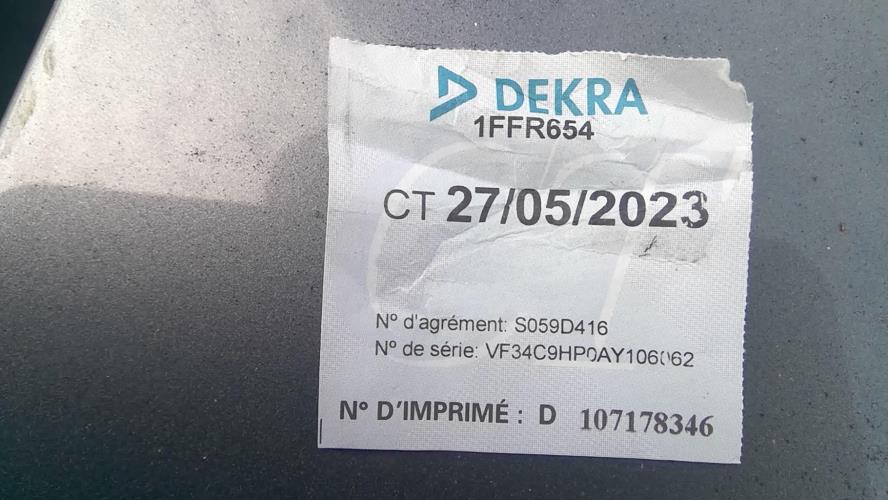 DEKRA
1FFR654
CT 27/05/2023
N° d'agrément: S059D416
N° de série: VF34C9HP0AY106062
N° D'IMPRIMÉ : D 107178346